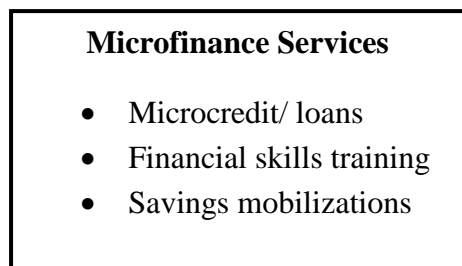 Microfinance Services
• Microcredit/ loans
• Financial skills training
• Savings mobilizations